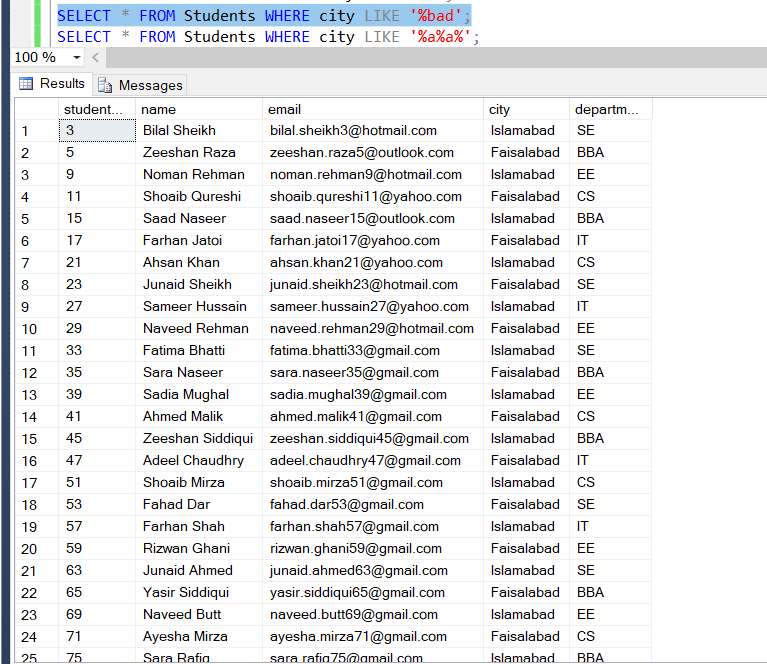 SELECT * FROM Students WHERE city LIKE '%bad';
SELECT * FROM Students WHERE city LIKE '%a%a%';
100 %
Results Messages
student... name email city departm...
1 3 Bilal Sheikh bilal.sheikh3@hotmail.com Islamabad SE
2 5 Zeeshan Raza zeeshan.raza5@outlook.com Faisalabad BBA
3 9 Noman Rehman noman.rehman9@hotmail.com Islamabad EE
4 11 Shoaib Qureshi shoaib.qureshi11@yahoo.com Faisalabad CS
5 15 Saad Naseer saad.naseer15@outlook.com Islamabad BBA
6 17 Farhan Jatoi farhan.jatoi17@yahoo.com Faisalabad IT
7 21 Ahsan Khan ahsan.khan21@yahoo.com Islamabad CS
8 23 Junaid Sheikh junaid.sheikh23@hotmail.com Faisalabad SE
9 27 Sameer Hussain sameer.hussain27@yahoo.com Islamabad IT
10 29 Naveed Rehman naveed.rehman29@hotmail.com Faisalabad EE
11 33 Fatima Bhatti fatima.bhatti33@gmail.com Islamabad SE
12 35 Sara Naseer sara.naseer35@gmail.com Faisalabad BBA
13 39 Sadia Mughal sadia.mughal39@gmail.com Islamabad EE
14 41 Ahmed Malik ahmed.malik41@gmail.com Faisalabad CS
15 45 Zeeshan Siddiqui zeeshan.siddiqui45@gmail.com Islamabad BBA
16 47 Adeel Chaudhry adeel.chaudhry47@gmail.com Faisalabad IT
17 51 Shoaib Mirza shoaib.mirza51@gmail.com Islamabad CS
18 53 Fahad Dar fahad.dar53@gmail.com Faisalabad SE
19 57 Farhan Shah farhan.shah57@gmail.com Islamabad IT
20 59 Rizwan Ghani rizwan.ghani59@gmail.com Faisalabad EE
21 63 Junaid Ahmed junaid.ahmed63@gmail.com Islamabad SE
22 65 Yasir Siddiqui yasir.siddiqui65@gmail.com Faisalabad BBA
23 69 Naveed Butt naveed.butt69@gmail.com Islamabad EE
24 71 Ayesha Mirza ayesha.mirza71@gmail.com Faisalabad CS
25 75 Sara Rafiq sara.rafiq75@gmail.com Islamabad BBA